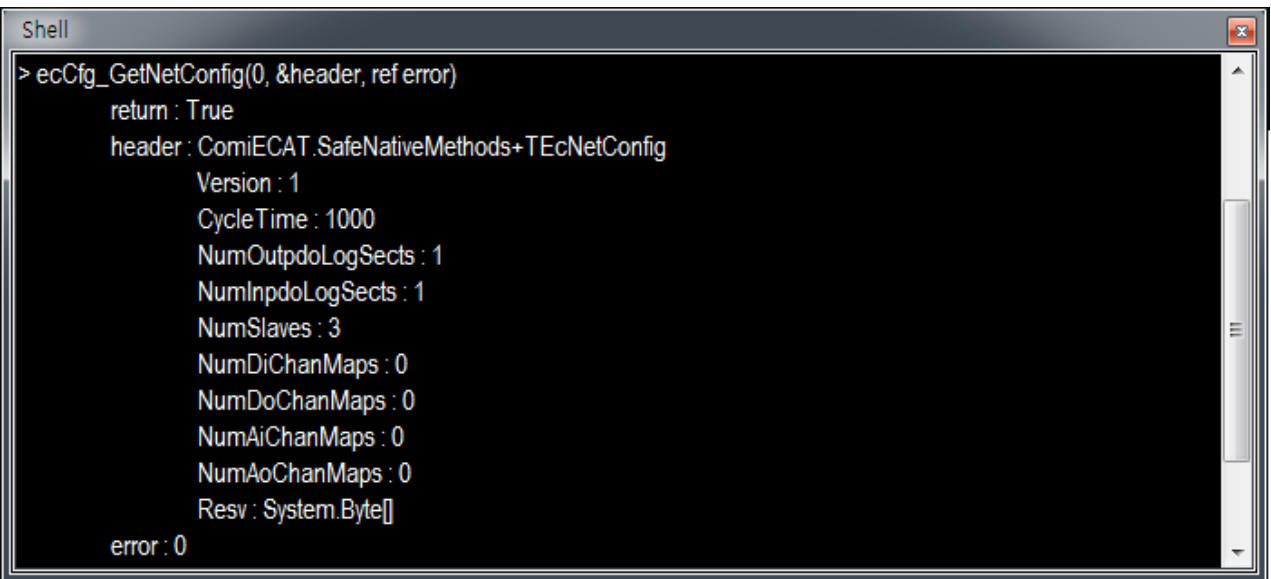 Shell
> ecCfg_GetNetConfig(0, &header, ref error)
return : True
header : ComiECAT.SafeNativeMethods+TEcNetConfig
Version : 1
CycleTime : 1000
NumOutpdoLogSects : 1
NumInpdoLogSects : 1
NumSlaves : 3
NumDiChanMaps : 0
NumDoChanMaps : 0
NumAiChanMaps : 0
NumAoChanMaps : 0
Resv : System.Byte[]
error : 0